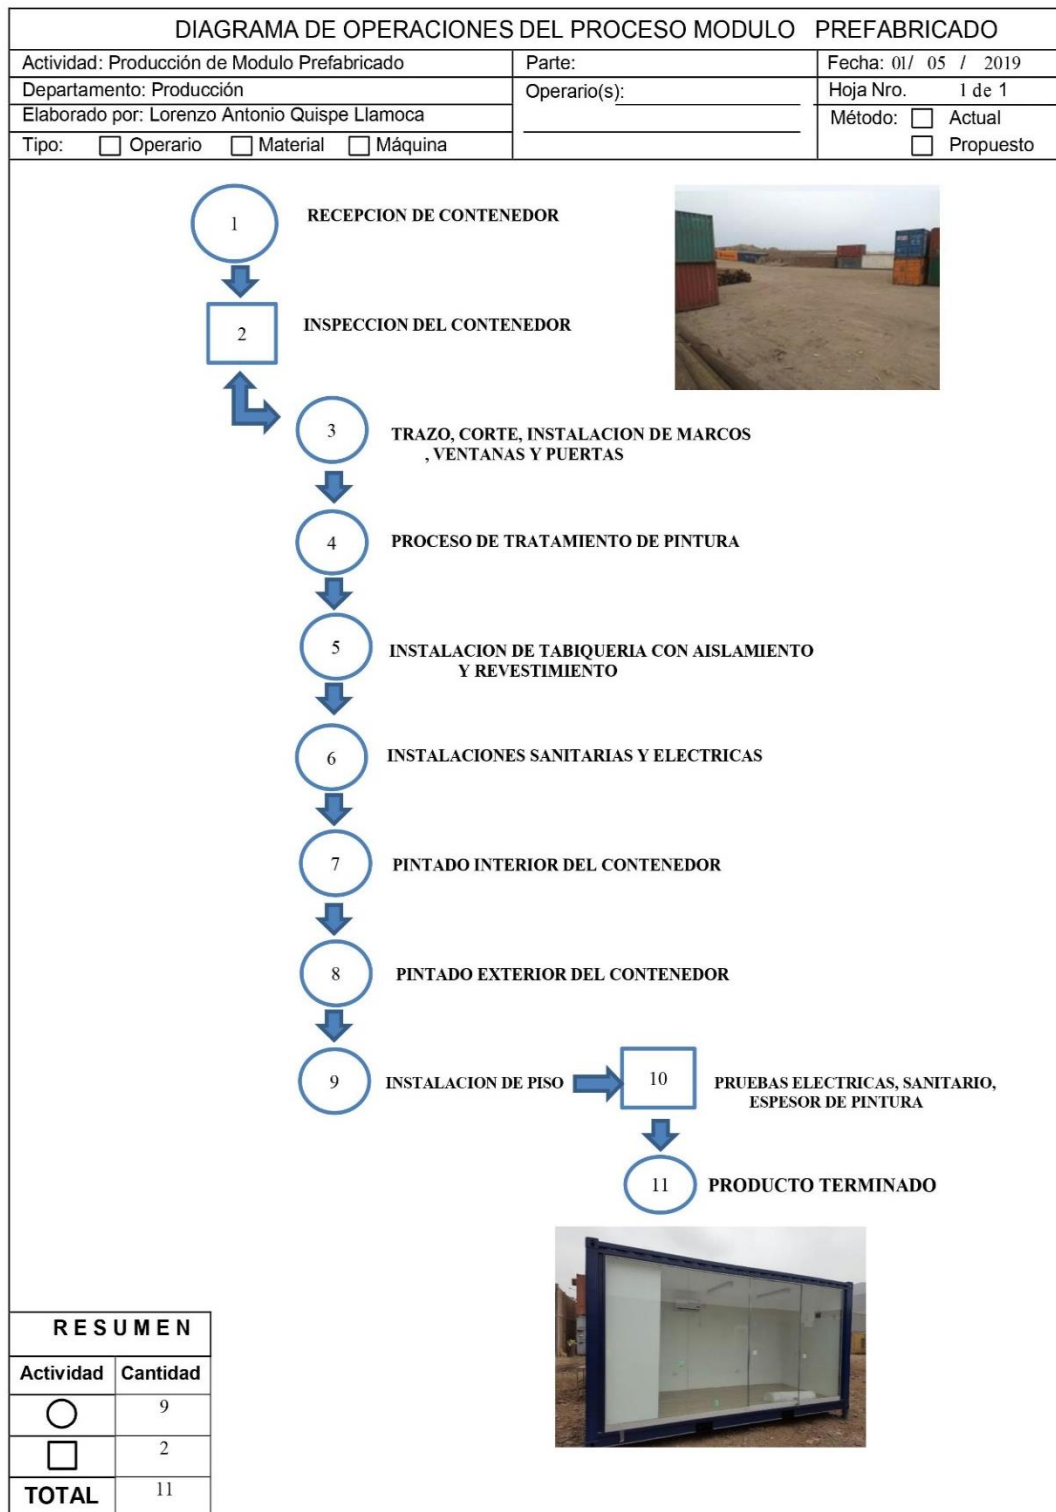 DIAGRAMA DE OPERACIONES DEL PROCESO MODULO PREFABRICADO
Actividad: Producción de Modulo Prefabricado
Parte:
Fecha: 01/ 05 / 2019
Departamento: Producción
Operario(s):
Hoja Nro. 1 de 1
Elaborado por: Lorenzo Antonio Quispe Llamoca
Método: Actual
Tipo: Operario Material Máquina
Propuesto
1 RECEPCION DE CONTENEDOR
2 INSPECCION DEL CONTENEDOR
3 TRAZO, CORTE, INSTALACION DE MARCOS
, VENTANAS Y PUERTAS
4 PROCESO DE TRATAMIENTO DE PINTURA
5 INSTALACION DE TABIQUERIA CON AISLAMIENTO
Y REVESTIMIENTO
6 INSTALACIONES SANITARIAS Y ELECTRICAS
7 PINTADO INTERIOR DEL CONTENEDOR
8 PINTADO EXTERIOR DEL CONTENEDOR
9 INSTALACION DE PISO
10 PRUEBAS ELECTRICAS, SANITARIO,
ESPESOR DE PINTURA
11 PRODUCTO TERMINADO
RESUMEN
Actividad Cantidad
9
2
TOTAL 11